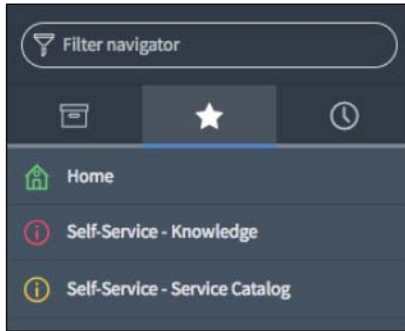 Filter navigator
Home
Self-Service - Knowledge
Self-Service - Service Catalog